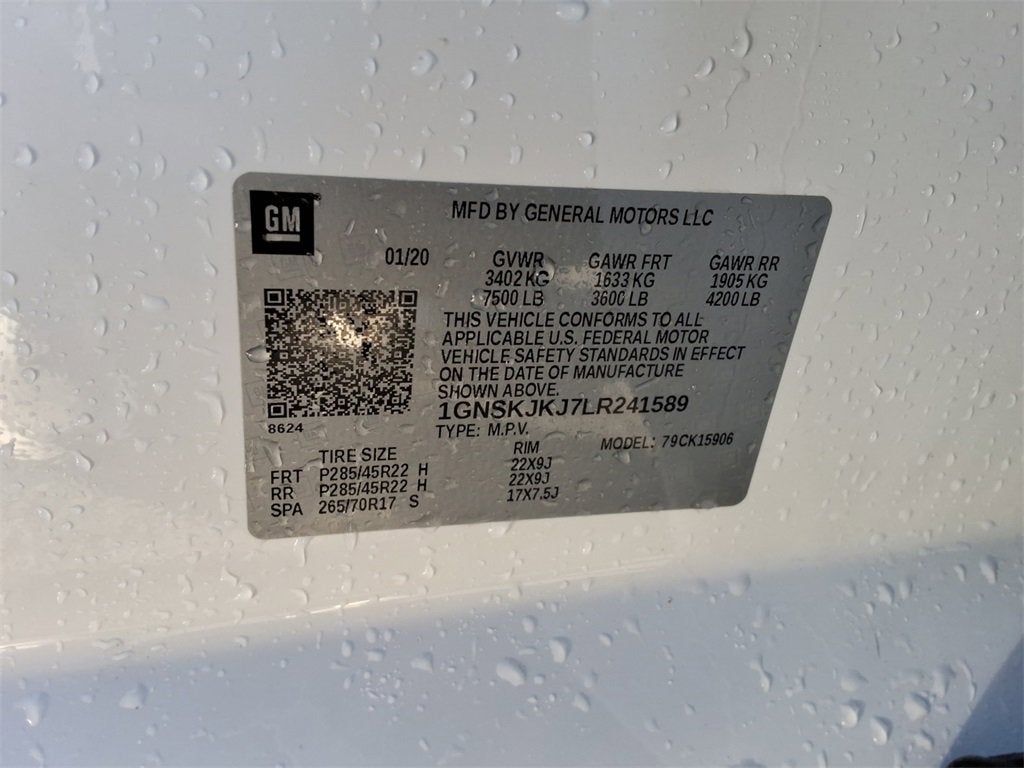 GM
MFD BY GENERAL MOTORS LLC
01/20 GVWR GAWR FRT GAWR RR
3402 KG 1633 KG 1905 KG
7500 LB 3600 LB 4200 LB
THIS VEHICLE CONFORMS TO ALL
APPLICABLE U.S. FEDERAL MOTOR
VEHICLE SAFETY STANDARDS IN EFFECT
ON THE DATE OF MANUFACTURE
SHOWN ABOVE.
1GNSKJKJ7LR241589
8624
TYPE: M.P.V. MODEL: 79CK15906
TIRE SIZE RIM
FRT P285/45R22 H 22X9J
RR P285/45R22 H 22X9J
SPA 265/70R17 S 17X7.5J